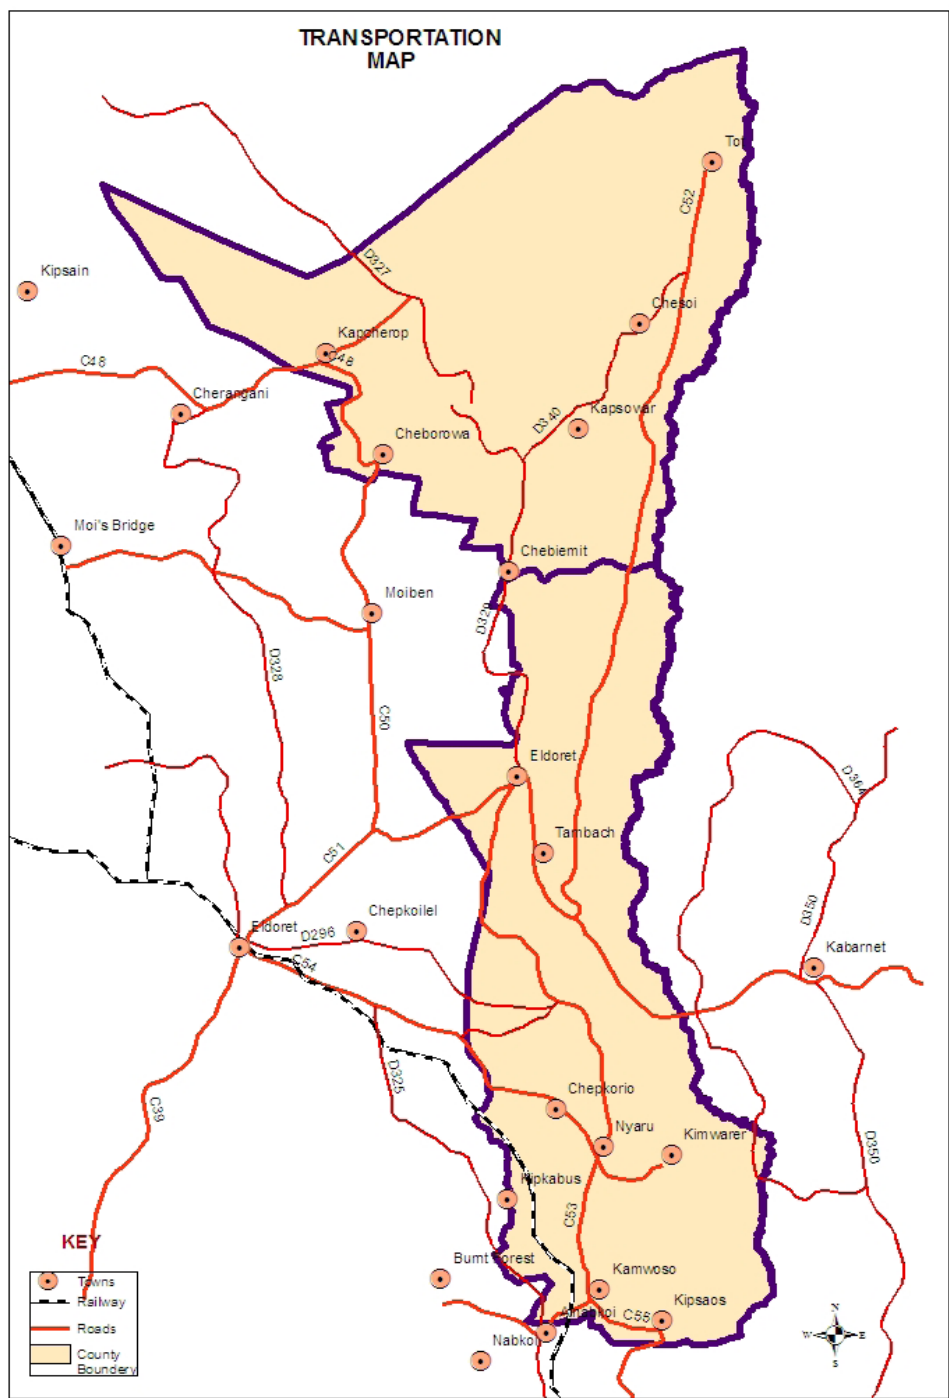 TRANSPORTATION
MAP
Tot
C52
D327
Kipsain
Chesoi
Kapcherop
C48
C48
Cherangani
Kapsowar
D340
Cheborowa
Moi's Bridge
Chebiemit
Moiben
D329
D328
C50
Eldoret
D364
Tambach
C51
D350
Chepkoilel
Eldoret
D296
Kabarnet
C54
D325
Chepkorio
C39
Nyaru
Kimwarer
D350
Kipkabus
C53
KEY
Burnt Forest
Kamwoso
Towns
Railway
Ainabkoi
Kipsaos
C55
Nabkoi
Roads
County
Boundery
N
W
E
S